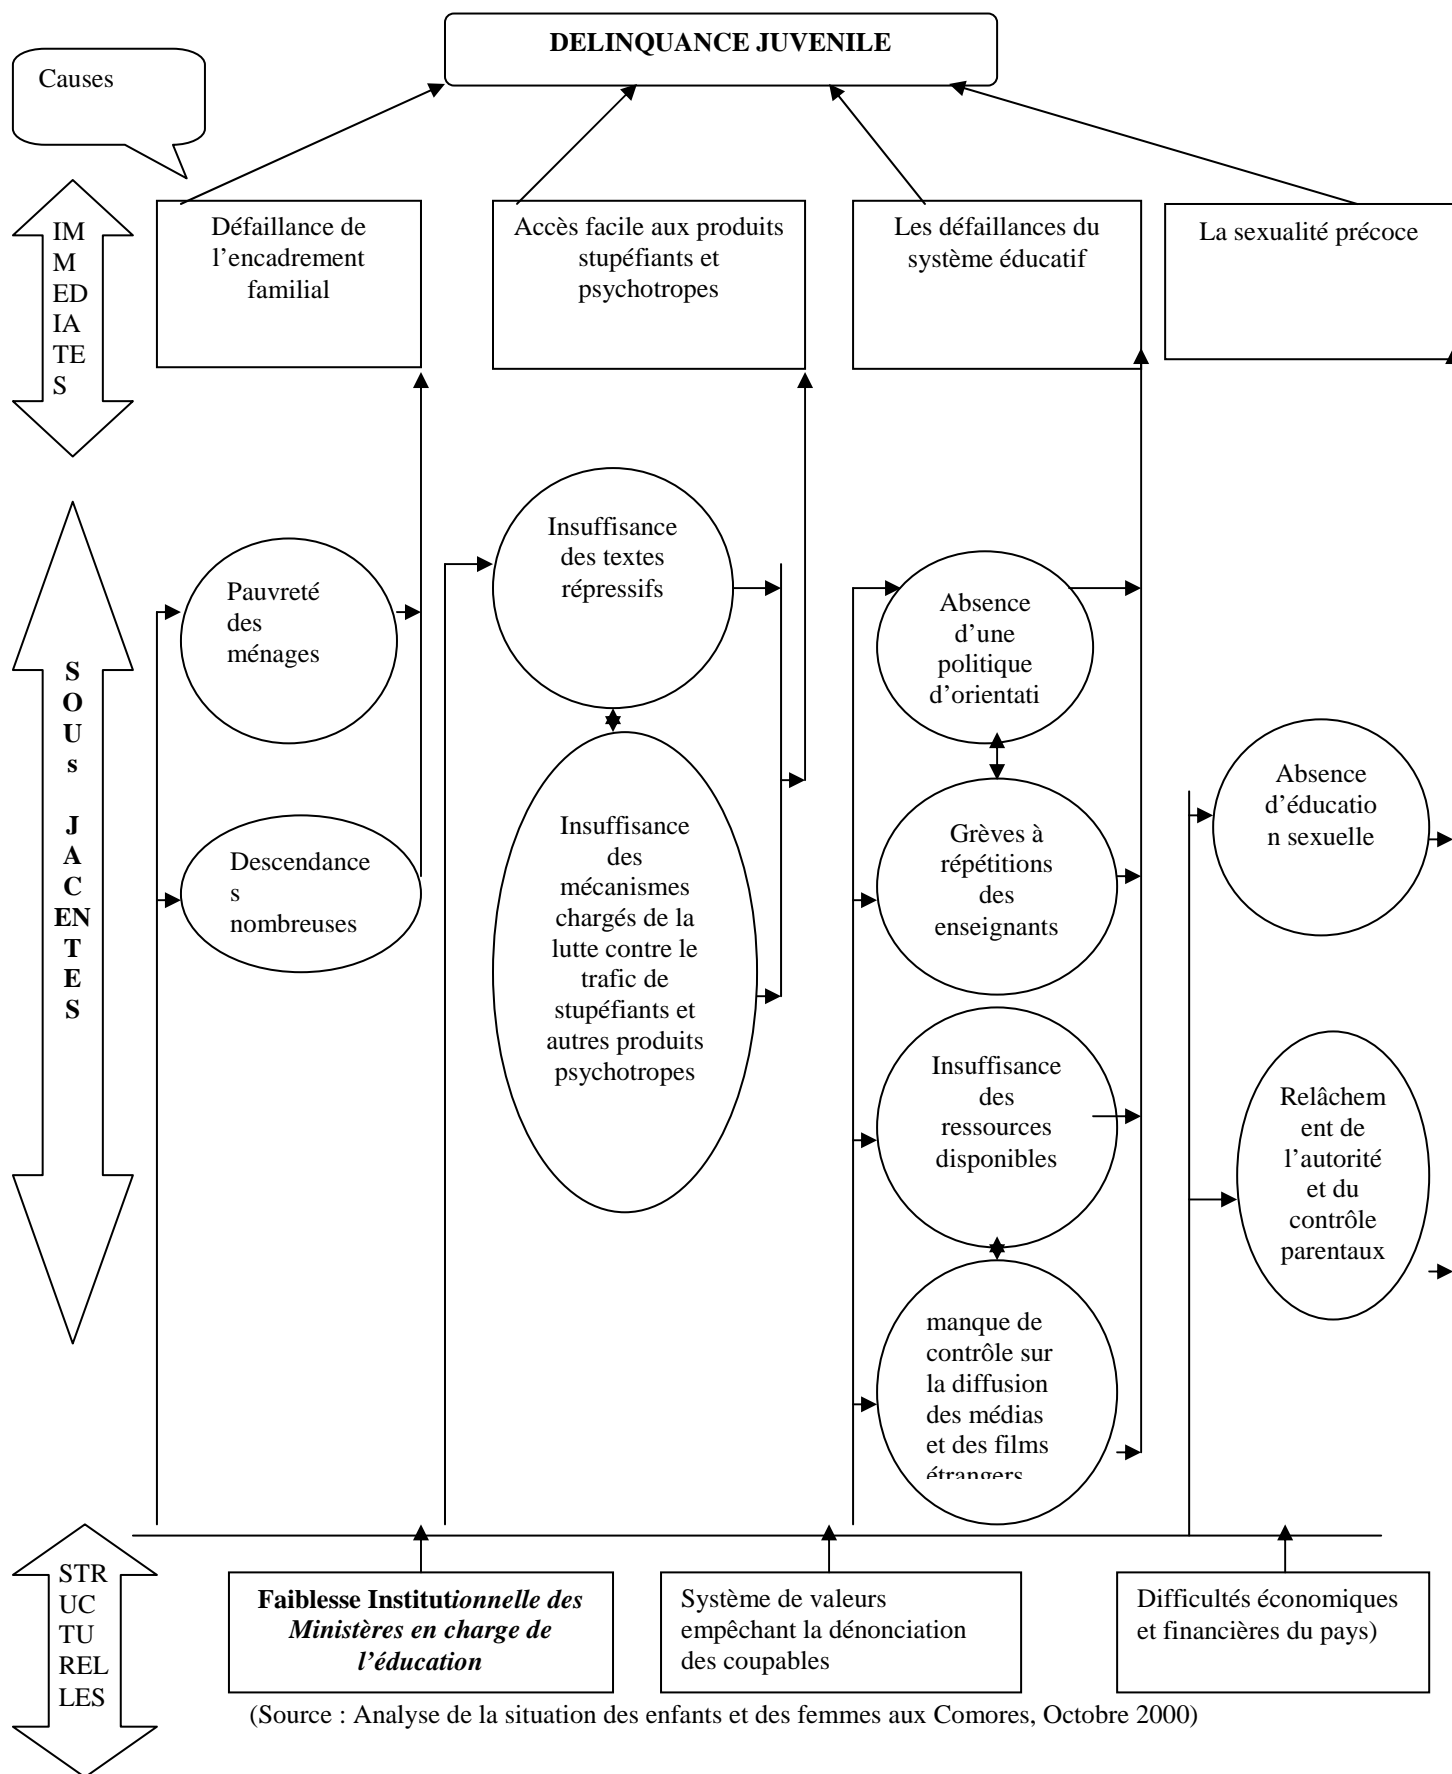 DELINQUANCE JUVENILE
Causes
IM
M
ED
IA
TE
S
Défaillance de
l’encadrement
familial
Accès facile aux produits
stupéfiants et
psychotropes
Les défaillances du
système éducatif
La sexualité précoce
S
O
U
s
J
A
C
EN
T
E
S
Pauvreté
des
ménages
Descendance
s
nombreuses
Insuffisance
des textes
répressifs
Insuffisance
des
mécanismes
chargés de la
lutte contre le
trafic de
stupéfiants et
autres produits
psychotropes
Absence
d’une
politique
d’orientati
Grèves à
répétitions
des
enseignants
Insuffisance
des
ressources
disponibles
manque de
contrôle sur
la diffusion
des médias
et des films
étrangers
Absence
d’éducatio
n sexuelle
Relâchem
ent de
l’autorité
et du
contrôle
parentaux
STR
UC
TU
REL
LES
Faiblesse Institutionnelle des
Ministères en charge de
l’éducation
Système de valeurs
empêchant la dénonciation
des coupables
Difficultés économiques
et financières du pays)
(Source : Analyse de la situation des enfants et des femmes aux Comores, Octobre 2000)